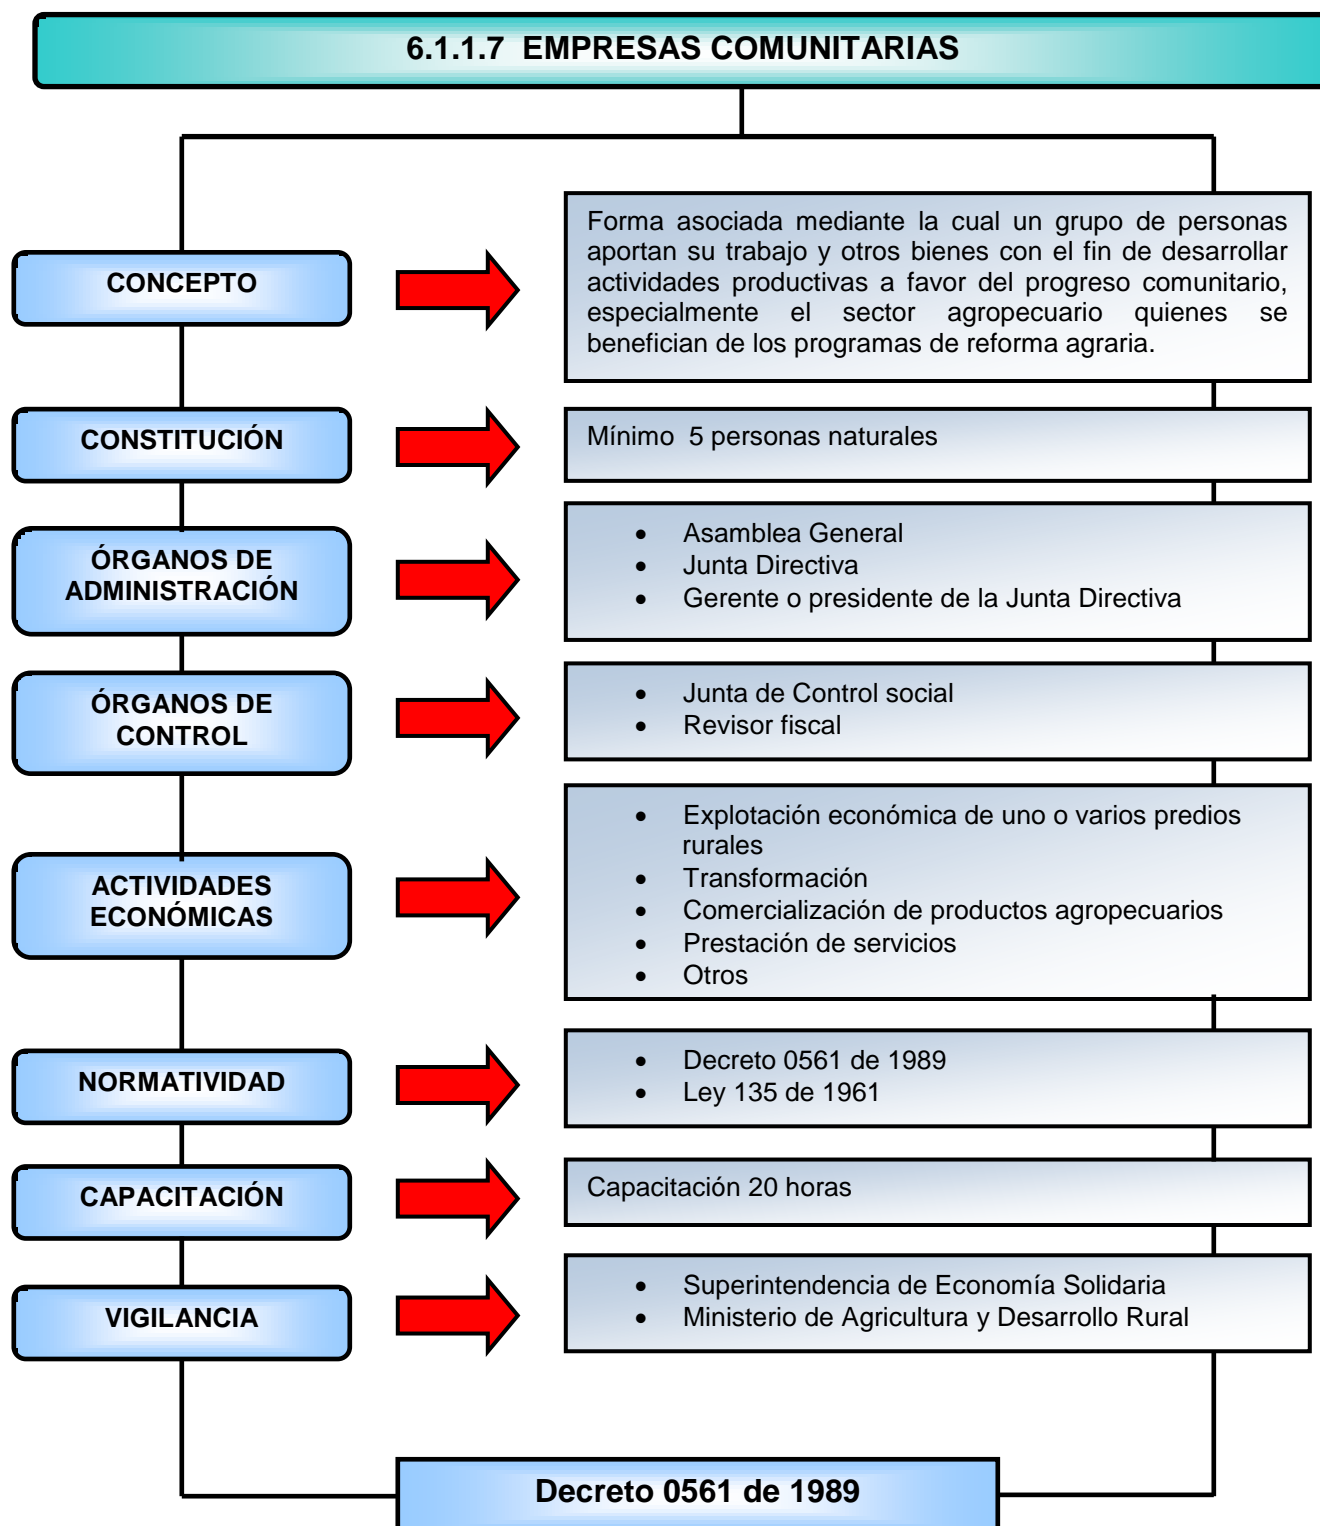 6.1.1.7 EMPRESAS COMUNITARIAS
CONCEPTO
Forma asociada mediante la cual un grupo de personas
aportan su trabajo y otros bienes con el fin de desarrollar
actividades productivas a favor del progreso comunitario,
especialmente el sector agropecuario quienes se
benefician de los programas de reforma agraria.
CONSTITUCIÓN
Mínimo 5 personas naturales
ÓRGANOS DE
ADMINISTRACIÓN
• Asamblea General
• Junta Directiva
• Gerente o presidente de la Junta Directiva
ÓRGANOS DE
CONTROL
• Junta de Control social
• Revisor fiscal
ACTIVIDADES
ECONÓMICAS
• Explotación económica de uno o varios predios
rurales
• Transformación
• Comercialización de productos agropecuarios
• Prestación de servicios
• Otros
NORMATIVIDAD
• Decreto 0561 de 1989
• Ley 135 de 1961
CAPACITACIÓN
Capacitación 20 horas
VIGILANCIA
• Superintendencia de Economía Solidaria
• Ministerio de Agricultura y Desarrollo Rural
Decreto 0561 de 1989